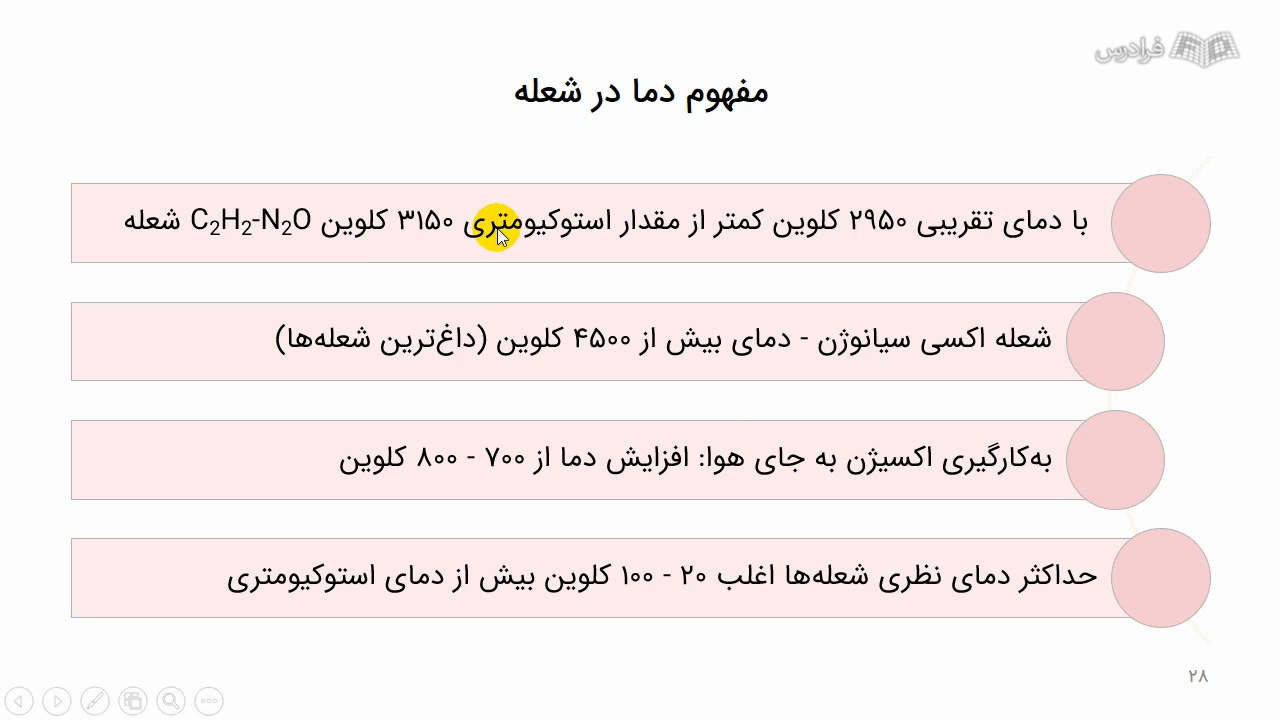 فرادرس
مفهوم دما در شعله
با دمای تقریبی ۲۹۵۰ کلوین کمتر از مقدار استوکیومتری ۳۱۵۰ کلوین C₂H₂-N₂O شعله
شعله اکسی سیانوژن - دمای بیش از ۴۵۰۰ کلوین (داغ‌ترین شعله‌ها)
به‌کارگیری اکسیژن به جای هوا: افزایش دما از ۷۰۰ - ۸۰۰ کلوین
حداکثر دمای نظری شعله‌ها اغلب ۲۰ - ۱۰۰ کلوین بیش از دمای استوکیومتری
۲۸